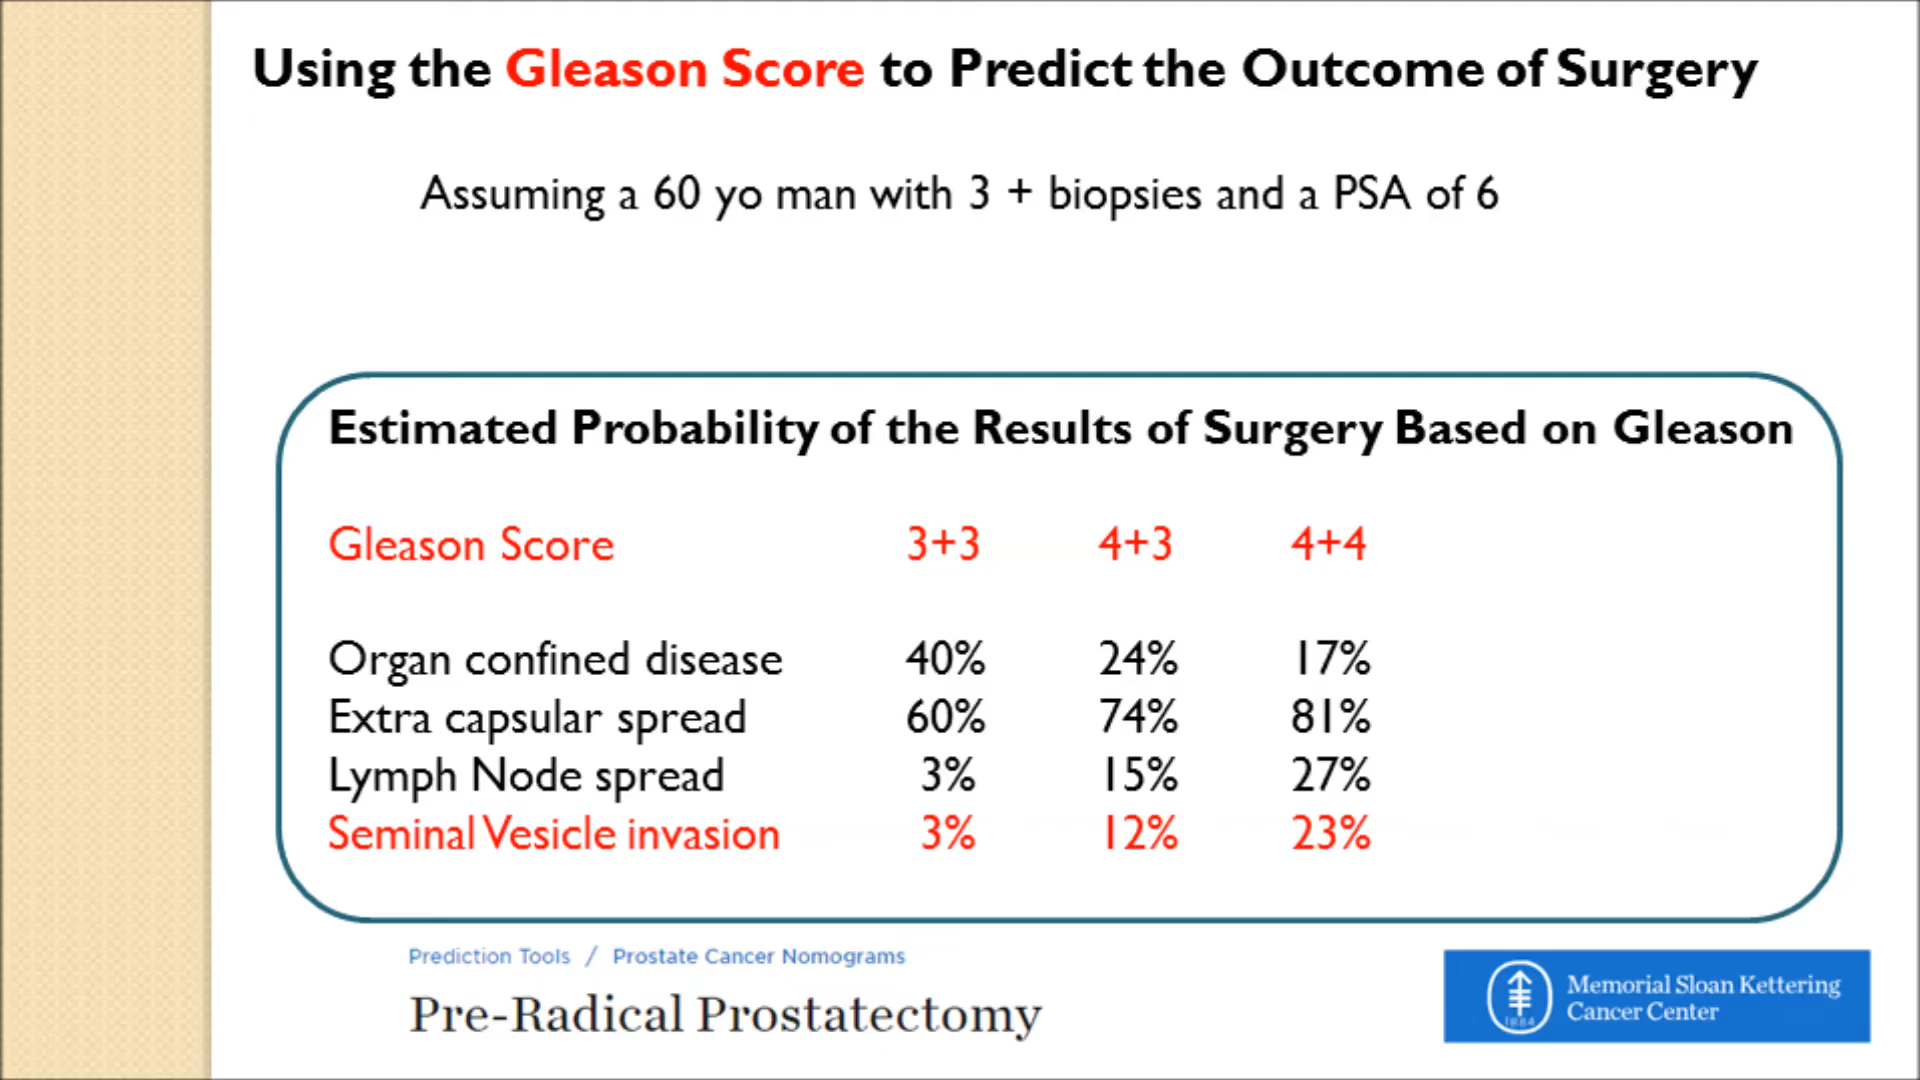 Using the Gleason Score to Predict the Outcome of Surgery
Assuming a 60 yo man with 3 + biopsies and a PSA of 6
Estimated Probability of the Results of Surgery Based on Gleason
Gleason Score 3+3 4+3 4+4
Organ confined disease 40% 24% 17%
Extra capsular spread 60% 74% 81%
Lymph Node spread 3% 15% 27%
Seminal Vesicle invasion 3% 12% 23%
Prediction Tools / Prostate Cancer Nomograms
Pre-Radical Prostatectomy
Memorial Sloan Kettering
Cancer Center
1884